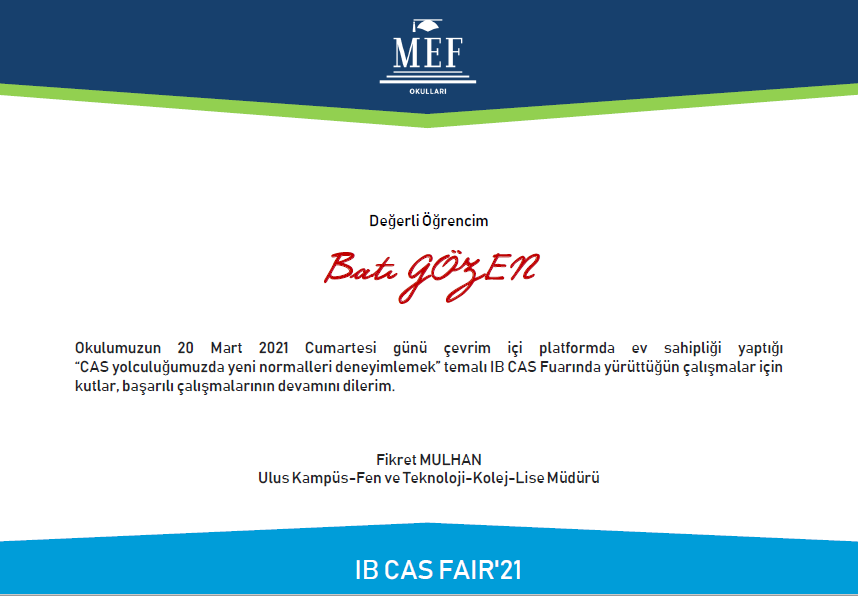 MEF
OKULLARI
Değerli Öğrencim
Batı GÖZEN
Okulumuzun 20 Mart 2021 Cumartesi günü çevrim içi platformda ev sahipliği yaptığı
“CAS yolculuğumuzda yeni normalleri deneyimlemek” temalı IB CAS Fuarında yürüttüğün çalışmalar için
kutlar, başarılı çalışmalarının devamını dilerim.
Fikret MULHAN
Ulus Kampüs-Fen ve Teknoloji-Kolej-Lise Müdürü
IB CAS FAIR'21